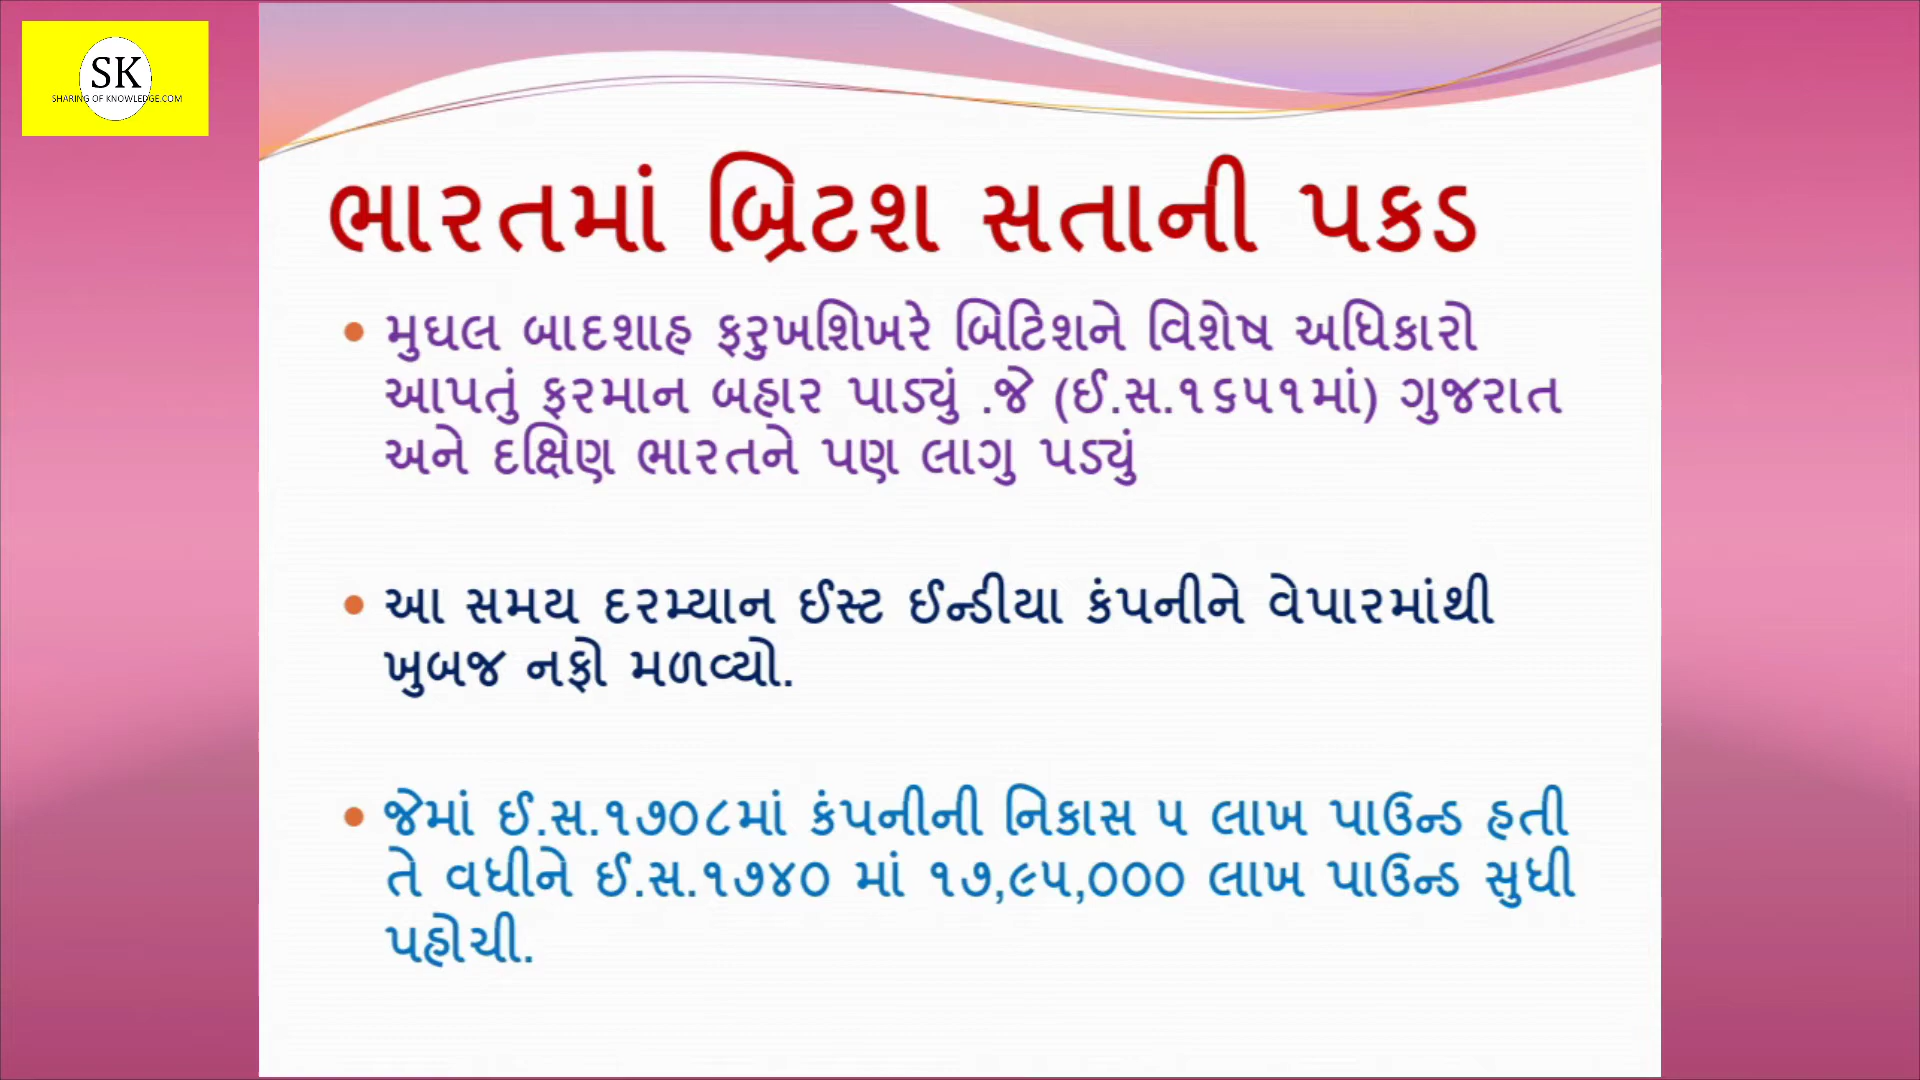 SK
SHARING OF KNOWLEDGE.COM
ભારતમાં બ્રિટશ સતાની પકડ
• મુઘલ બાદશાહ ફરુખશિખરે બિટિશને વિશેષ અધિકારો
આપતું ફરમાન બહાર પાડ્યું .જે (ઈ.સ.૧૬૫૧માં) ગુજરાત
અને દક્ષિણ ભારતને પણ લાગુ પડ્યું
• આ સમય દરમ્યાન ઈસ્ટ ઈન્ડીયા કંપનીને વેપારમાંથી
ખુબજ નફો મળવ્યો.
• જેમાં ઈ.સ.૧૭૦૮માં કંપનીની નિકાસ ૫ લાખ પાઉન્ડ હતી
તે વધીને ઈ.સ.૧૭૪૦ માં ૧૭,૯૫,૦૦૦ લાખ પાઉન્ડ સુધી
પહોચી.